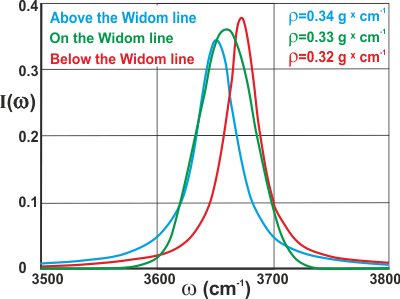 0.4
Above the Widom line ρ=0.34 g × cm⁻¹
On the Widom line ρ=0.33 g × cm⁻¹
Below the Widom line ρ=0.32 g × cm⁻¹
0.3
I(ω)
0.2
0.1
0
3500 3600 3700 3800
ω (cm⁻¹)